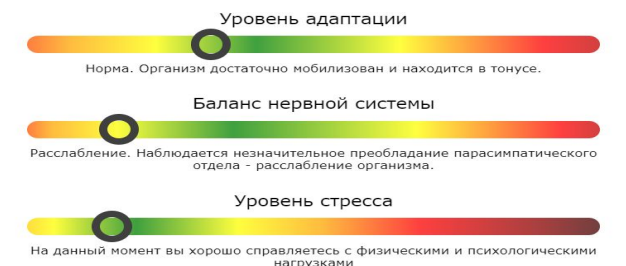 Уровень адаптации
Норма. Организм достаточно мобилизован и находится в тонусе.
Баланс нервной системы
Расслабление. Наблюдается незначительное преобладание парасимпатического
отдела - расслабление организма.
Уровень стресса
На данный момент вы хорошо справляетесь с физическими и психологическими
нагрузками